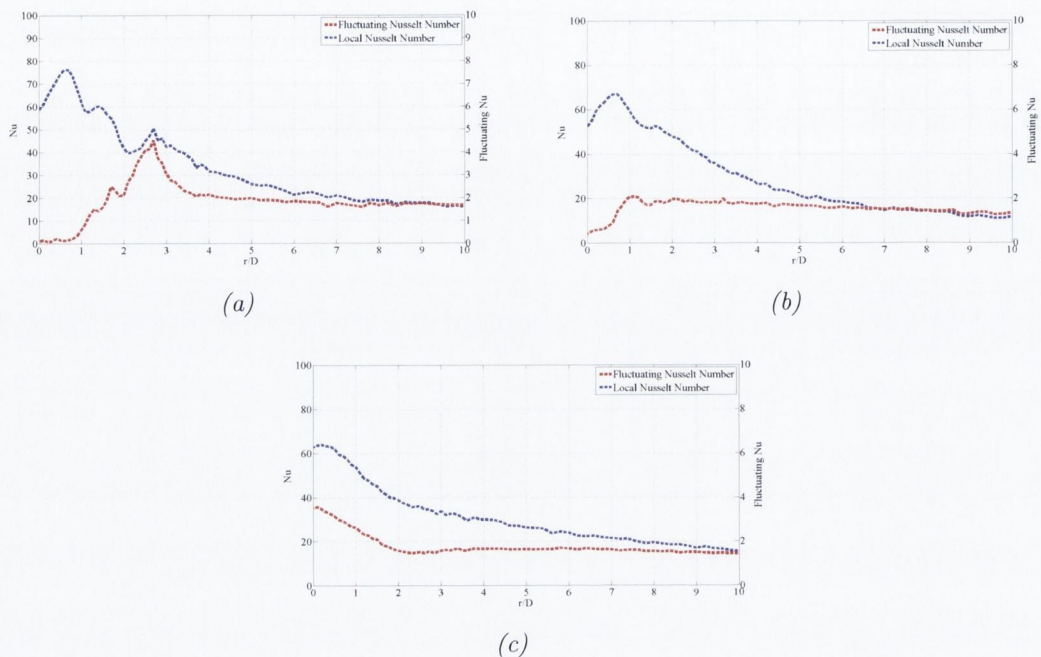 Fluctuating Nusselt Number
Local Nusselt Number
100
90
80
70
60
50
40
30
20
10
0
Nu
10
9
8
7
6
5
4
3
2
1
0
Fluctuating Nu
0 1 2 3 4 5 6 7 8 9 10
r/D
(a)
Fluctuating Nusselt Number
Local Nusselt Number
100
80
60
40
20
0
Nu
10
8
6
4
2
0
Fluctuating Nu
0 1 2 3 4 5 6 7 8 9 10
r/D
(b)
Fluctuating Nusselt Number
Local Nusselt Number
100
80
60
40
20
0
Nu
10
8
6
4
2
0
Fluctuating Nu
0 1 2 3 4 5 6 7 8 9 10
r/D
(c)